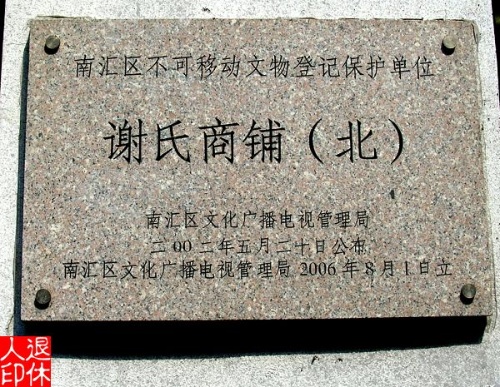 南汇区不可移动文物登记保护单位
谢氏商铺（北）
南汇区文化广播电视管理局
二00二年五月二十日公布
南汇区文化广播电视管理局2006年8月1日立
退休
人印